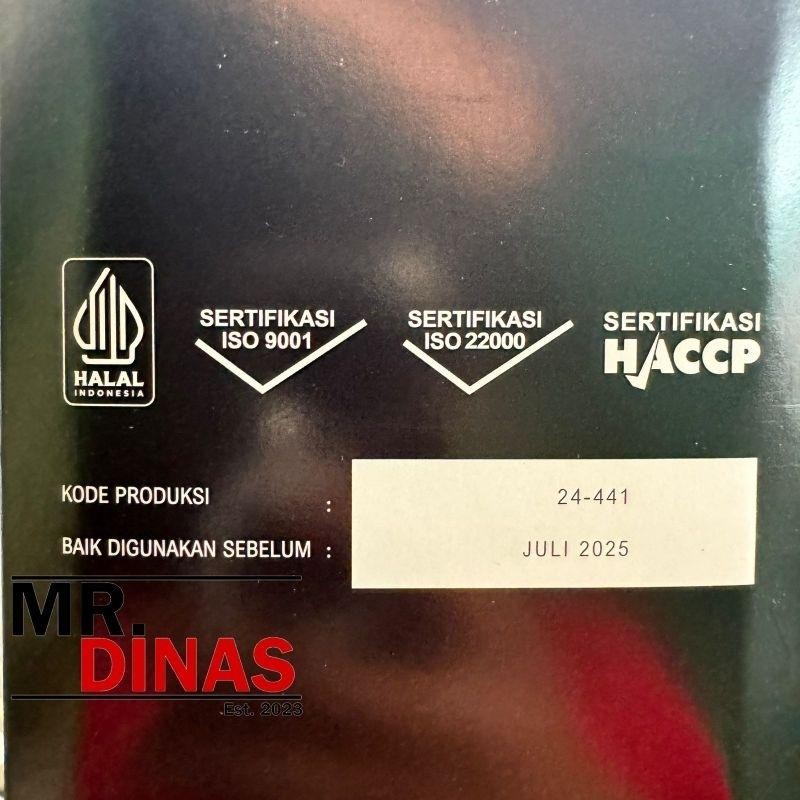 HALAL
INDONESIA
SERTIFIKASI
ISO 9001
SERTIFIKASI
ISO 22000
SERTIFIKASI
HACCP
KODE PRODUKSI : 24-441
BAIK DIGUNAKAN SEBELUM : JULI 2025
MR.
DINAS
Est. 2023